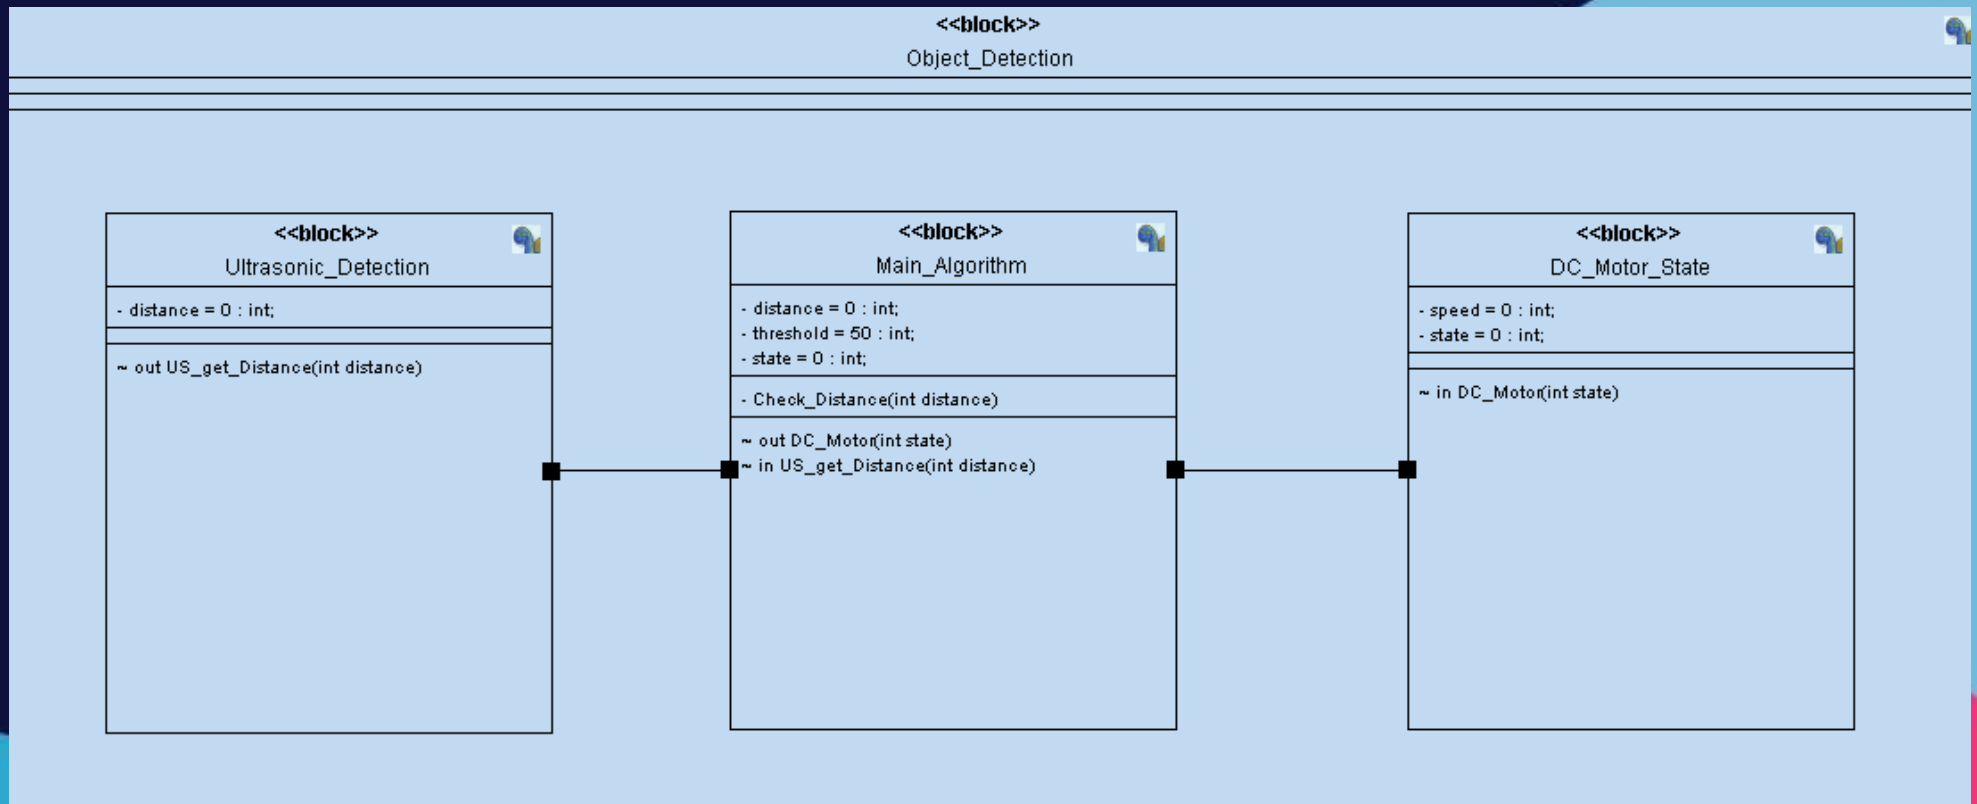 <<block>>
Object_Detection
<<block>>
Ultrasonic_Detection
- distance = 0 : int;
~ out US_get_Distance(int distance)
<<block>>
Main_Algorithm
- distance = 0 : int;
- threshold = 50 : int;
- state = 0 : int;
- Check_Distance(int distance)
~ out DC_Motor(int state)
~ in US_get_Distance(int distance)
<<block>>
DC_Motor_State
- speed = 0 : int;
- state = 0 : int;
~ in DC_Motor(int state)